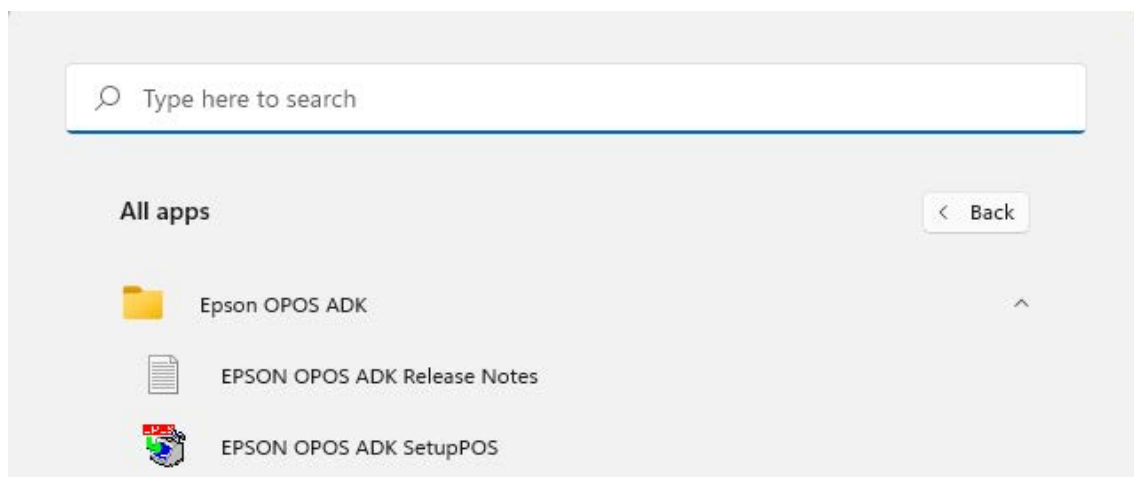 Type here to search
All apps
< Back
Epson OPOS ADK
EPSON OPOS ADK Release Notes
EPSON OPOS ADK SetupPOS